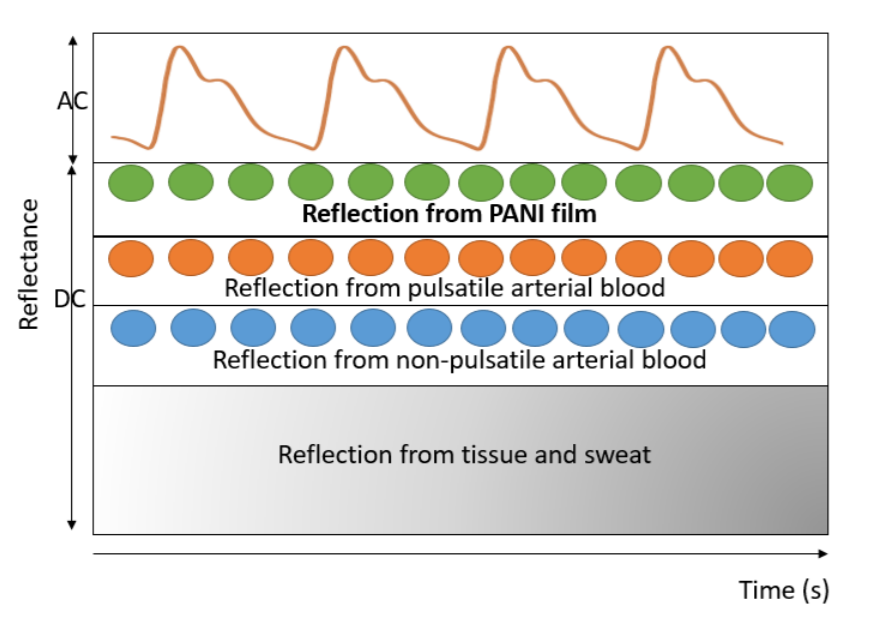 AC
Reflection from PANI film
Reflectance
DC
Reflection from pulsatile arterial blood
Reflection from non-pulsatile arterial blood
Reflection from tissue and sweat
Time (s)